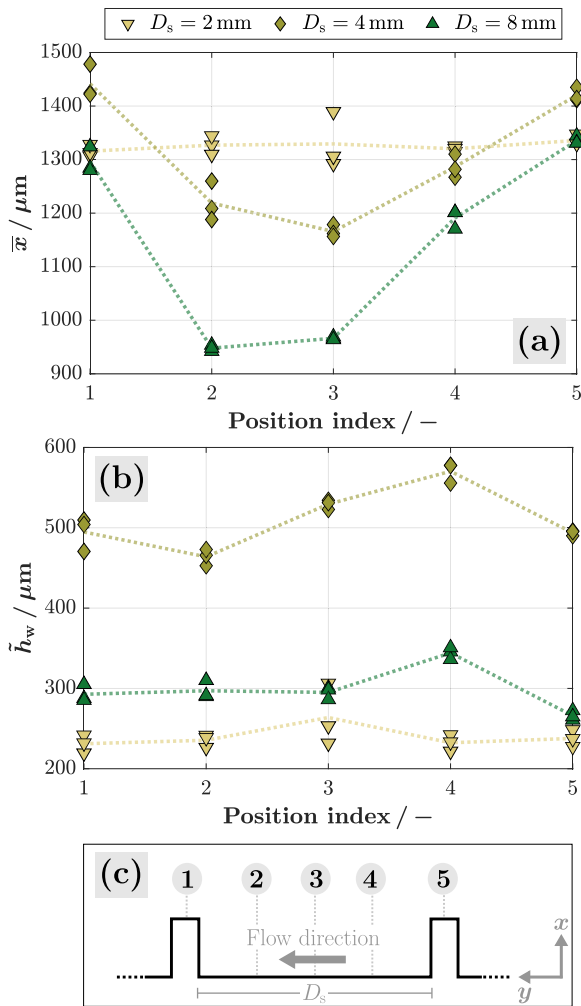 D_s = 2 mm D_s = 4 mm D_s = 8 mm
1500
1400
1300
1200
1100
1000
900
x̅ / μm
(a)
1 2 3 4 5
Position index / −
600
500
400
300
200
h̃_w / μm
(b)
1 2 3 4 5
Position index / −
(c)
1 2 3 4 5
Flow direction
x
y
D_s